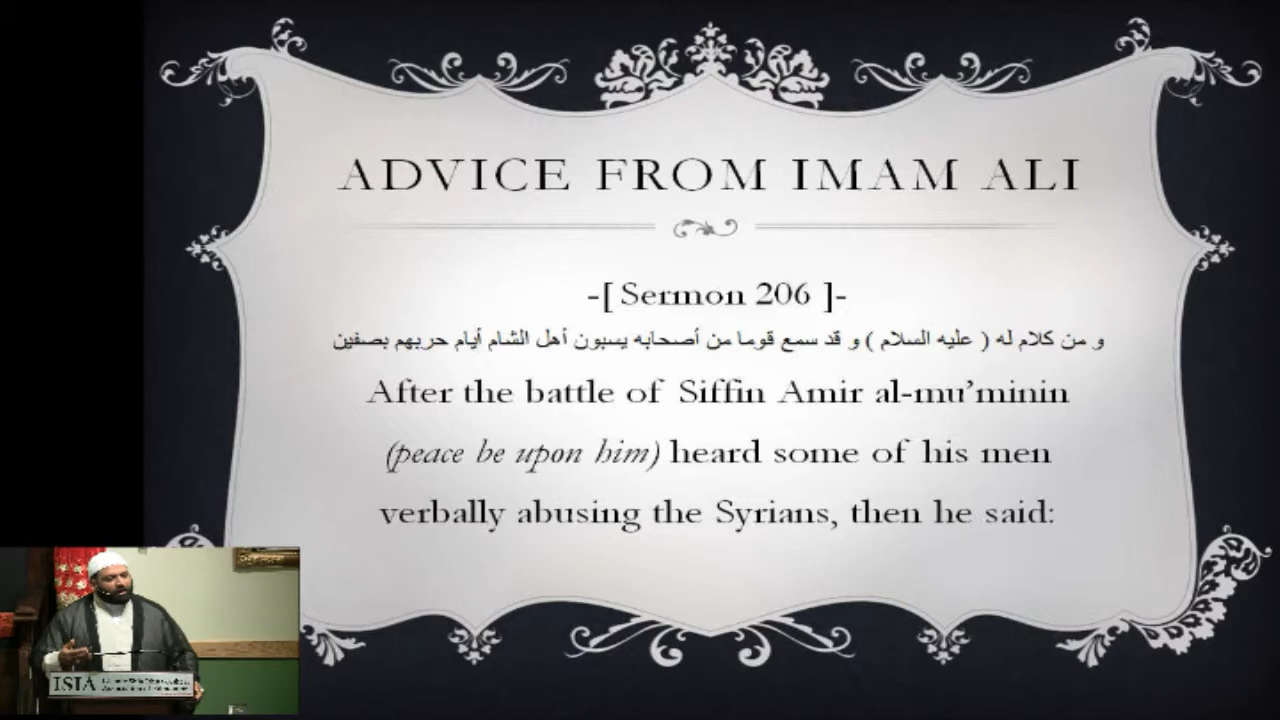 ADVICE FROM IMAM ALI
-[ Sermon 206 ]-
و من كلام له ( عليه السلام ) و قد سمع قوما من أصحابه يسبون أهل الشام أيام حربهم بصفين
After the battle of Siffin Amir al-mu’minin
(peace be upon him) heard some of his men
verbally abusing the Syrians, then he said:
ISIA